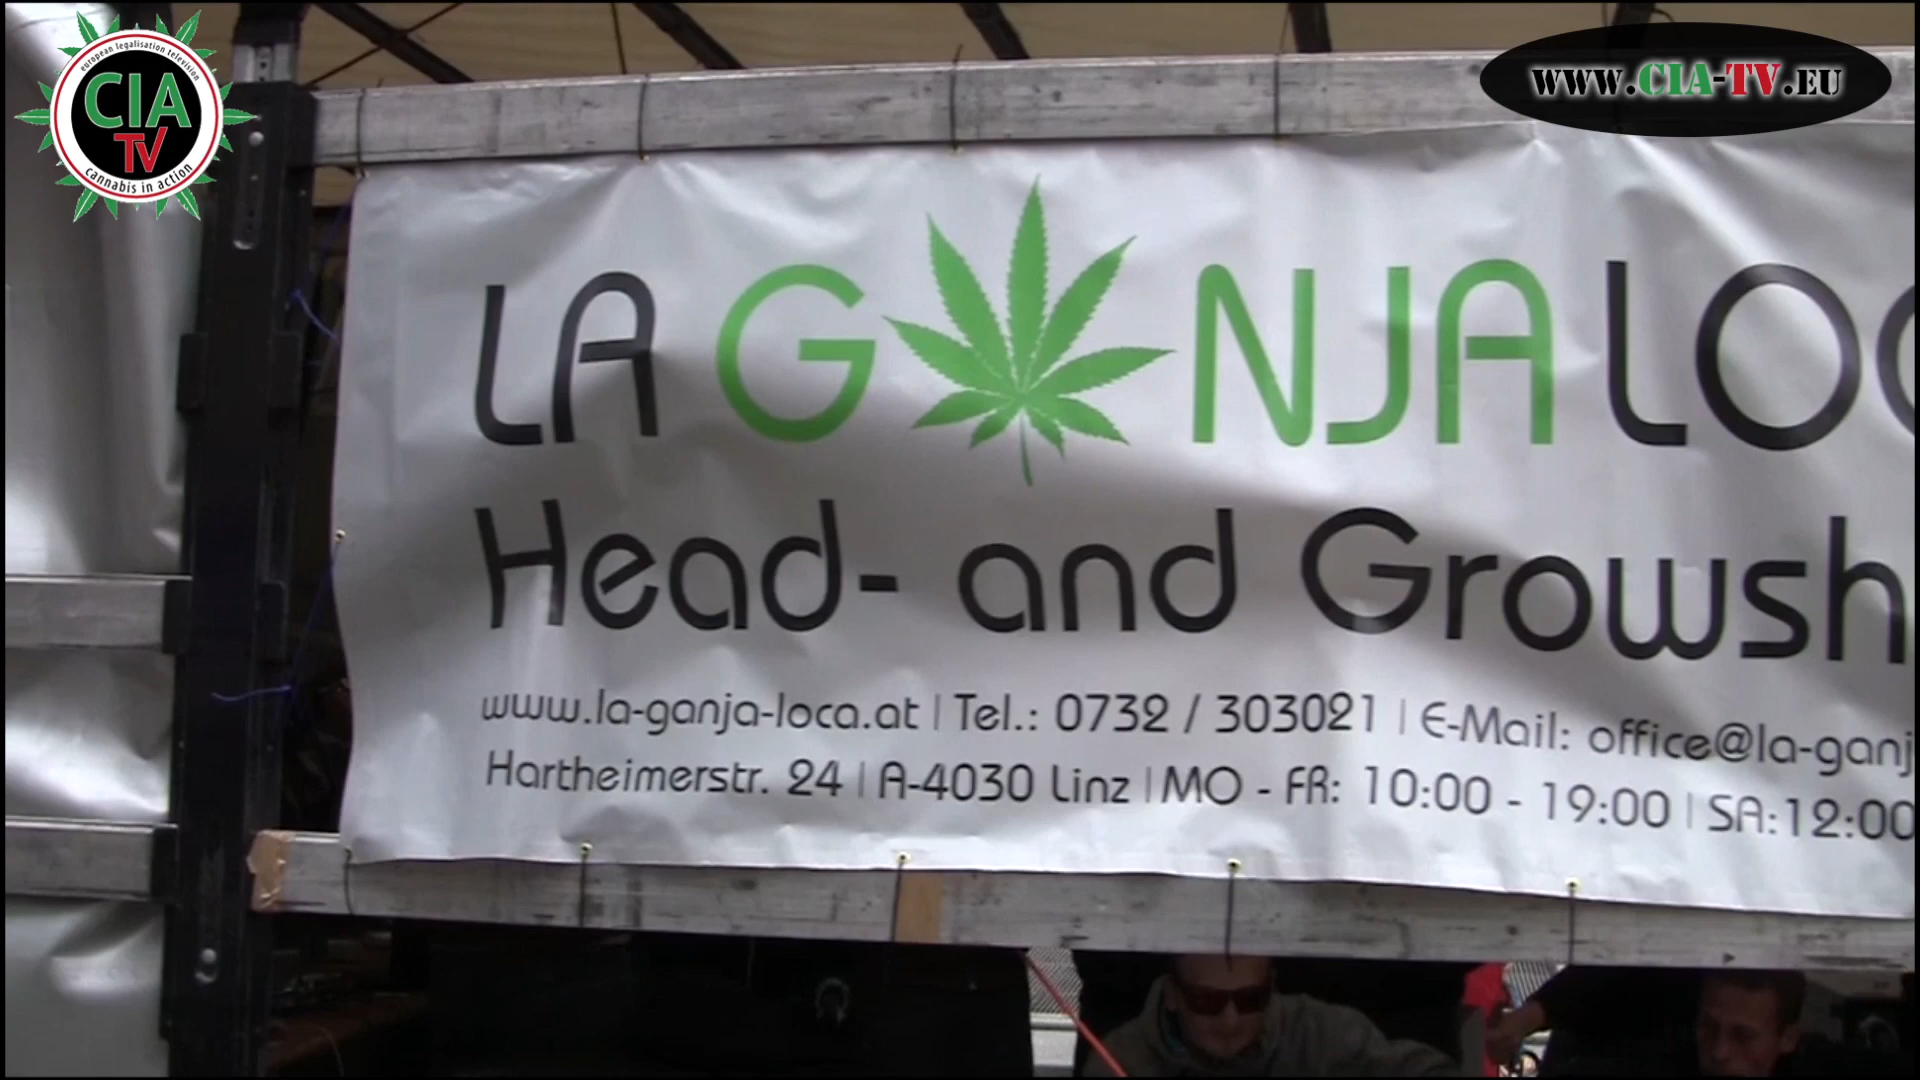 european legalisation television
CIA
TV
cannabis in action
www.CIA-TV.EU
LA GANJA LOC
Head- and Growsh
www.la-ganja-loca.at | Tel.: 0732 / 303021 | E-Mail: office@la-ganj
Hartheimerstr. 24 | A-4030 Linz | MO - FR: 10:00 - 19:00 | SA:12:00